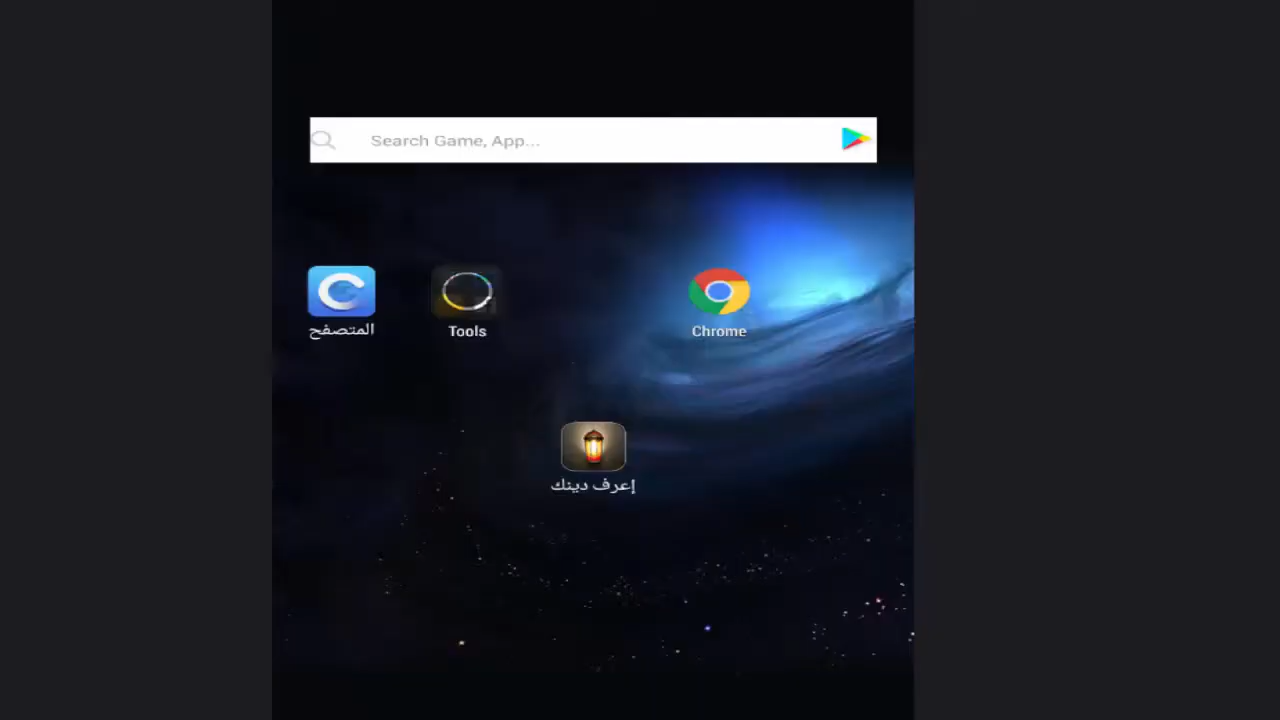 Search Game, App...
المتصفح
Tools
Chrome
إعرف دينك